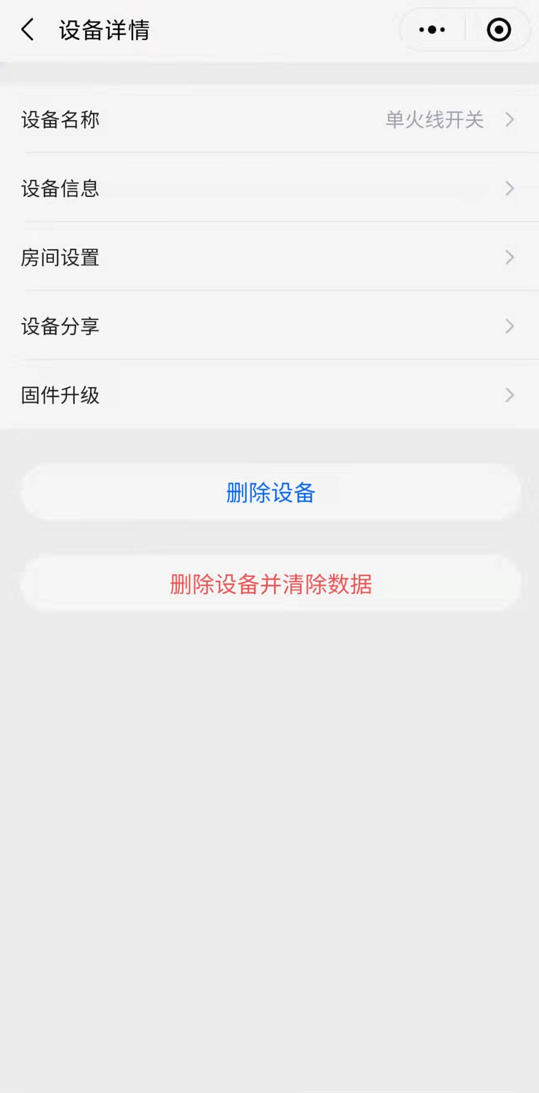 设备详情
设备名称 单火线开关
设备信息
房间设置
设备分享
固件升级
删除设备
删除设备并清除数据